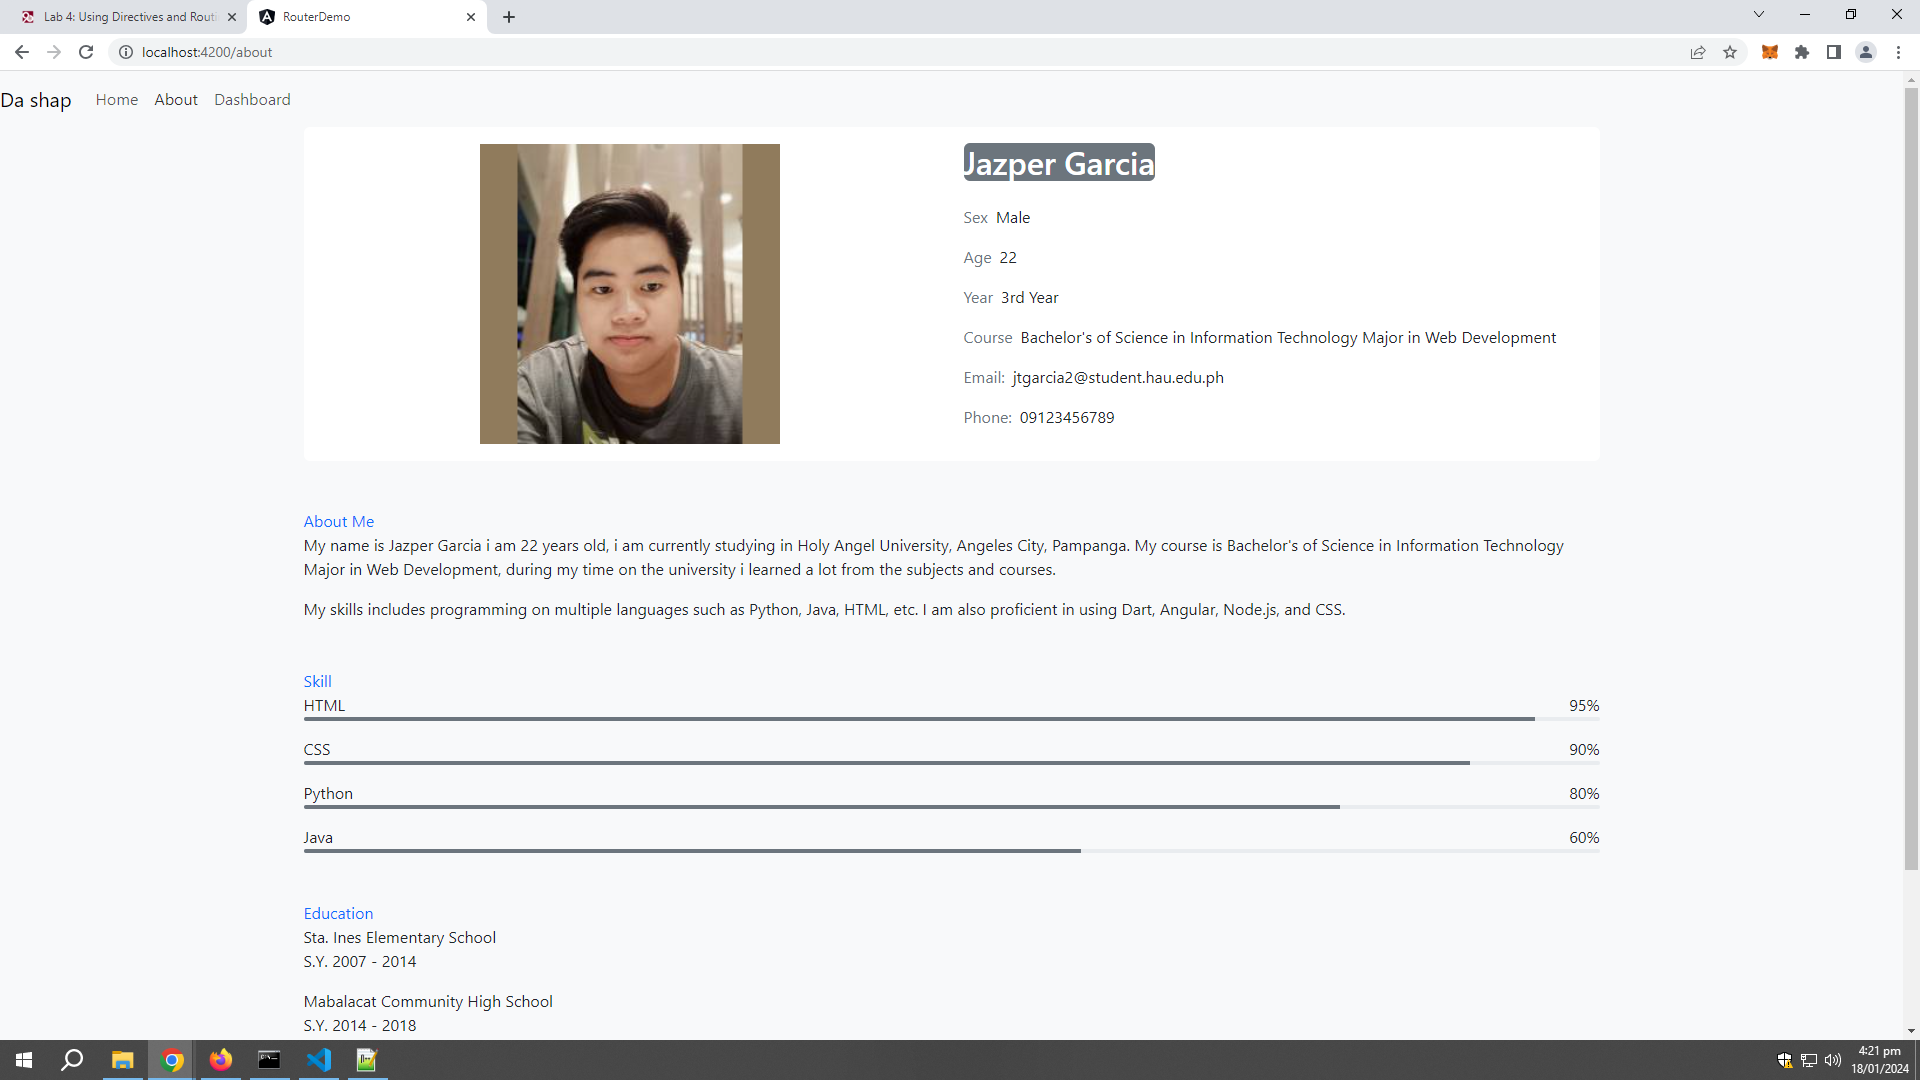 Lab 4: Using Directives and Routi
RouterDemo
localhost:4200/about
Da shap
Home
About
Dashboard
Jazper Garcia
Sex Male
Age 22
Year 3rd Year
Course Bachelor's of Science in Information Technology Major in Web Development
Email: jtgarcia2@student.hau.edu.ph
Phone: 09123456789
About Me
My name is Jazper Garcia i am 22 years old, i am currently studying in Holy Angel University, Angeles City, Pampanga. My course is Bachelor's of Science in Information Technology
Major in Web Development, during my time on the university i learned a lot from the subjects and courses.
My skills includes programming on multiple languages such as Python, Java, HTML, etc. I am also proficient in using Dart, Angular, Node.js, and CSS.
Skill
HTML 95%
CSS 90%
Python 80%
Java 60%
Education
Sta. Ines Elementary School
S.Y. 2007 - 2014
Mabalacat Community High School
S.Y. 2014 - 2018
4:21 pm
18/01/2024